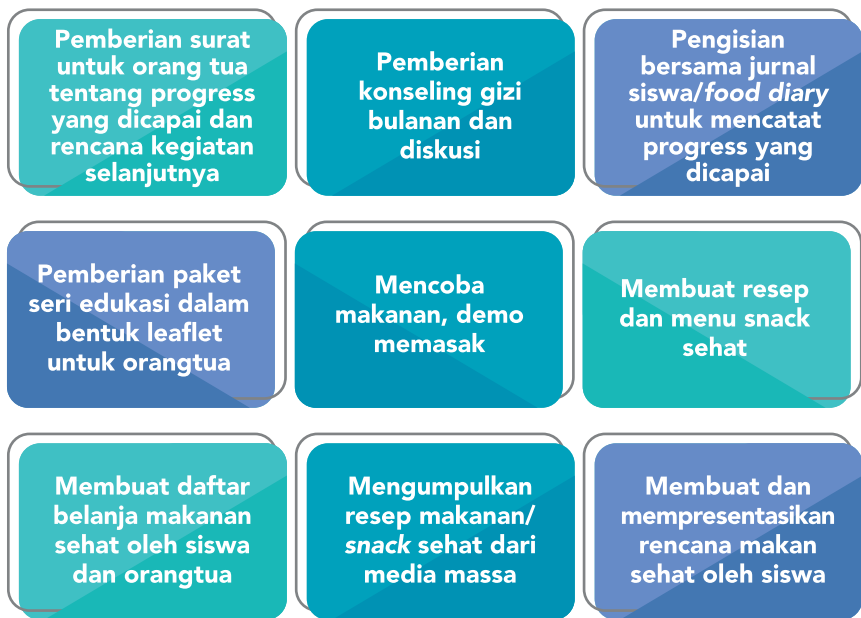 Pemberian surat
untuk orang tua
tentang progress
yang dicapai dan
rencana kegiatan
selanjutnya
Pemberian
konseling gizi
bulanan dan
diskusi
Pengisian
bersama jurnal
siswa/food diary
untuk mencatat
progress yang
dicapai
Pemberian paket
seri edukasi dalam
bentuk leaflet
untuk orangtua
Mencoba
makanan, demo
memasak
Membuat resep
dan menu snack
sehat
Membuat daftar
belanja makanan
sehat oleh siswa
dan orangtua
Mengumpulkan
resep makanan/
snack sehat dari
media massa
Membuat dan
mempresentasikan
rencana makan
sehat oleh siswa